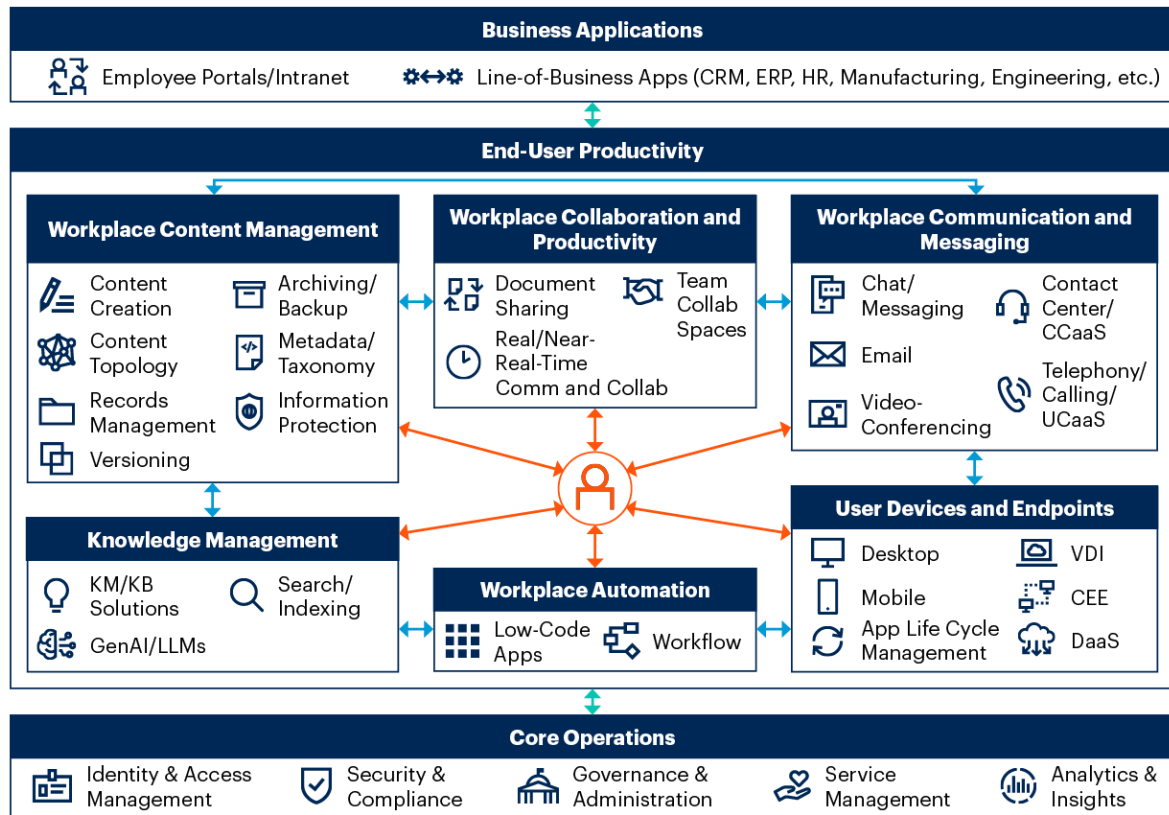 Business Applications
Employee Portals/Intranet
Line-of-Business Apps (CRM, ERP, HR, Manufacturing, Engineering, etc.)
End-User Productivity
Workplace Content Management
Content
Creation
Content
Topology
Records
Management
Versioning
Archiving/
Backup
Metadata/
Taxonomy
Information
Protection
Workplace Collaboration and
Productivity
Document
Sharing
Real/Near-
Real-Time
Comm and Collab
Team
Collab
Spaces
Workplace Communication and
Messaging
Chat/
Messaging
Email
Video-
Conferencing
Contact
Center/
CCaaS
Telephony/
Calling/
UCaaS
Knowledge Management
KM/KB
Solutions
GenAI/LLMs
Search/
Indexing
Workplace Automation
Low-Code
Apps
Workflow
User Devices and Endpoints
Desktop
Mobile
App Life Cycle
Management
VDI
CEE
DaaS
Core Operations
Identity & Access
Management
Security &
Compliance
Governance &
Administration
Service
Management
Analytics &
Insights